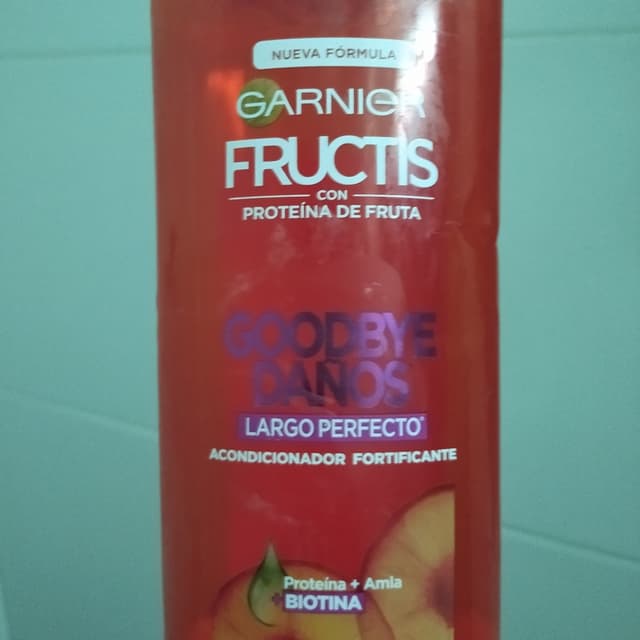 NUEVA FÓRMULA
GARNIER
FRUCTIS
CON
PROTEÍNA DE FRUTA
GOODBYE
DAÑOS
LARGO PERFECTO*
ACONDICIONADOR FORTIFICANTE
Proteína + Amla
+ BIOTINA